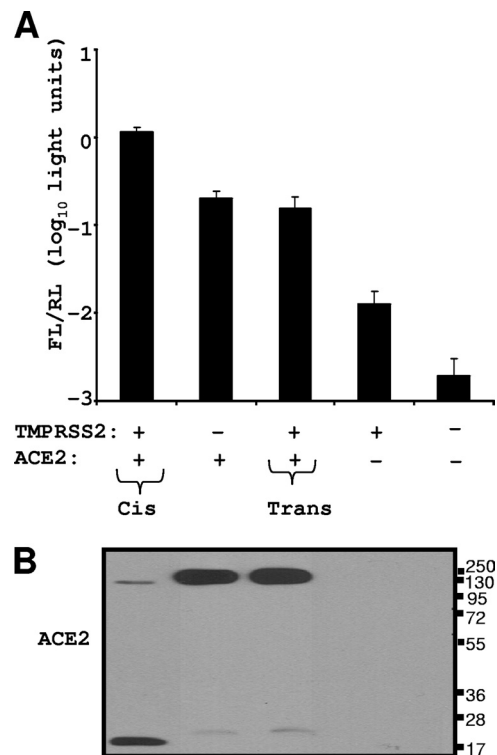 A
1
0
−1
−2
−3
FL/RL (log10 light units)
TMPRSS2: + − + + −
ACE2: + + + − −
Cis Trans
B
ACE2
250
130
95
72
55
36
28
17